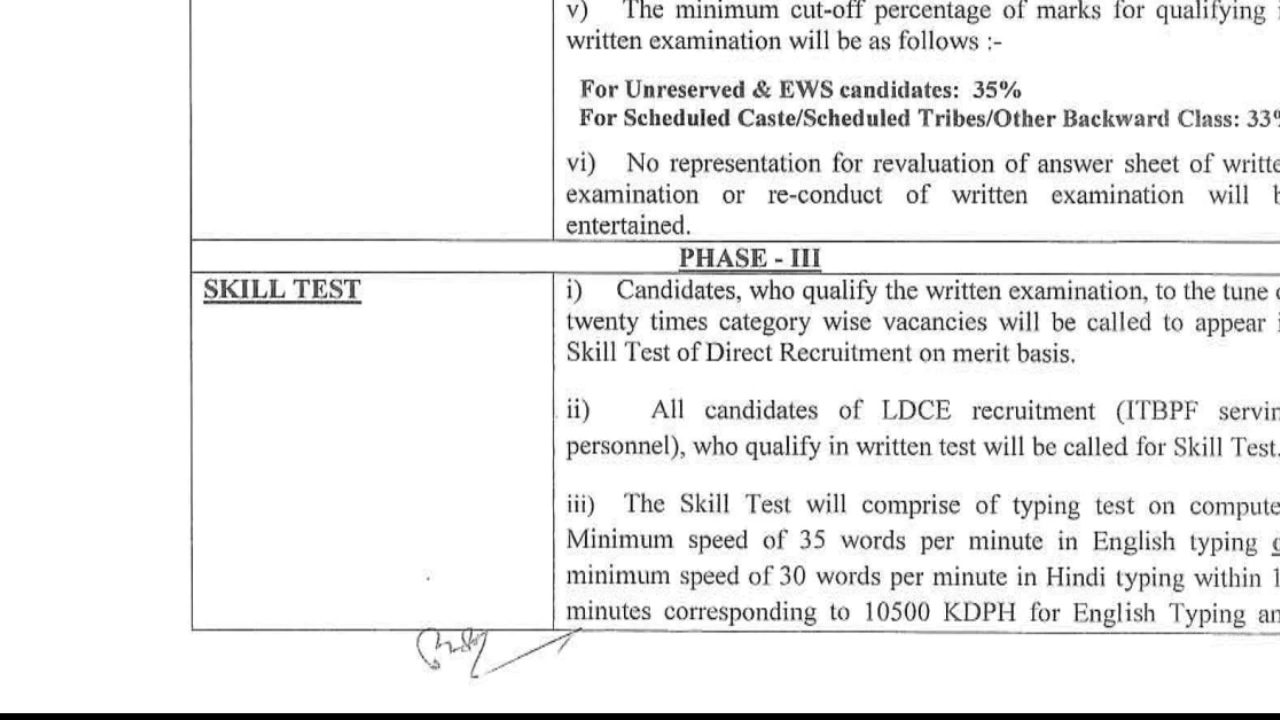 v) The minimum cut-off percentage of marks for qualifying
written examination will be as follows :-
For Unreserved & EWS candidates: 35%
For Scheduled Caste/Scheduled Tribes/Other Backward Class: 33%
vi) No representation for revaluation of answer sheet of
examination or re-conduct of written examination will
entertained.
PHASE - III
SKILL TEST
i) Candidates, who qualify the written examination, to the tune
twenty times category wise vacancies will be called to appear
Skill Test of Direct Recruitment on merit basis.
ii) All candidates of LDCE recruitment (ITBPF
personnel), who qualify in written test will be called for Skill Test.
iii) The Skill Test will comprise of typing test on
Minimum speed of 35 words per minute in English typing
minimum speed of 30 words per minute in Hindi typing within
minutes corresponding to 10500 KDPH for English Typing